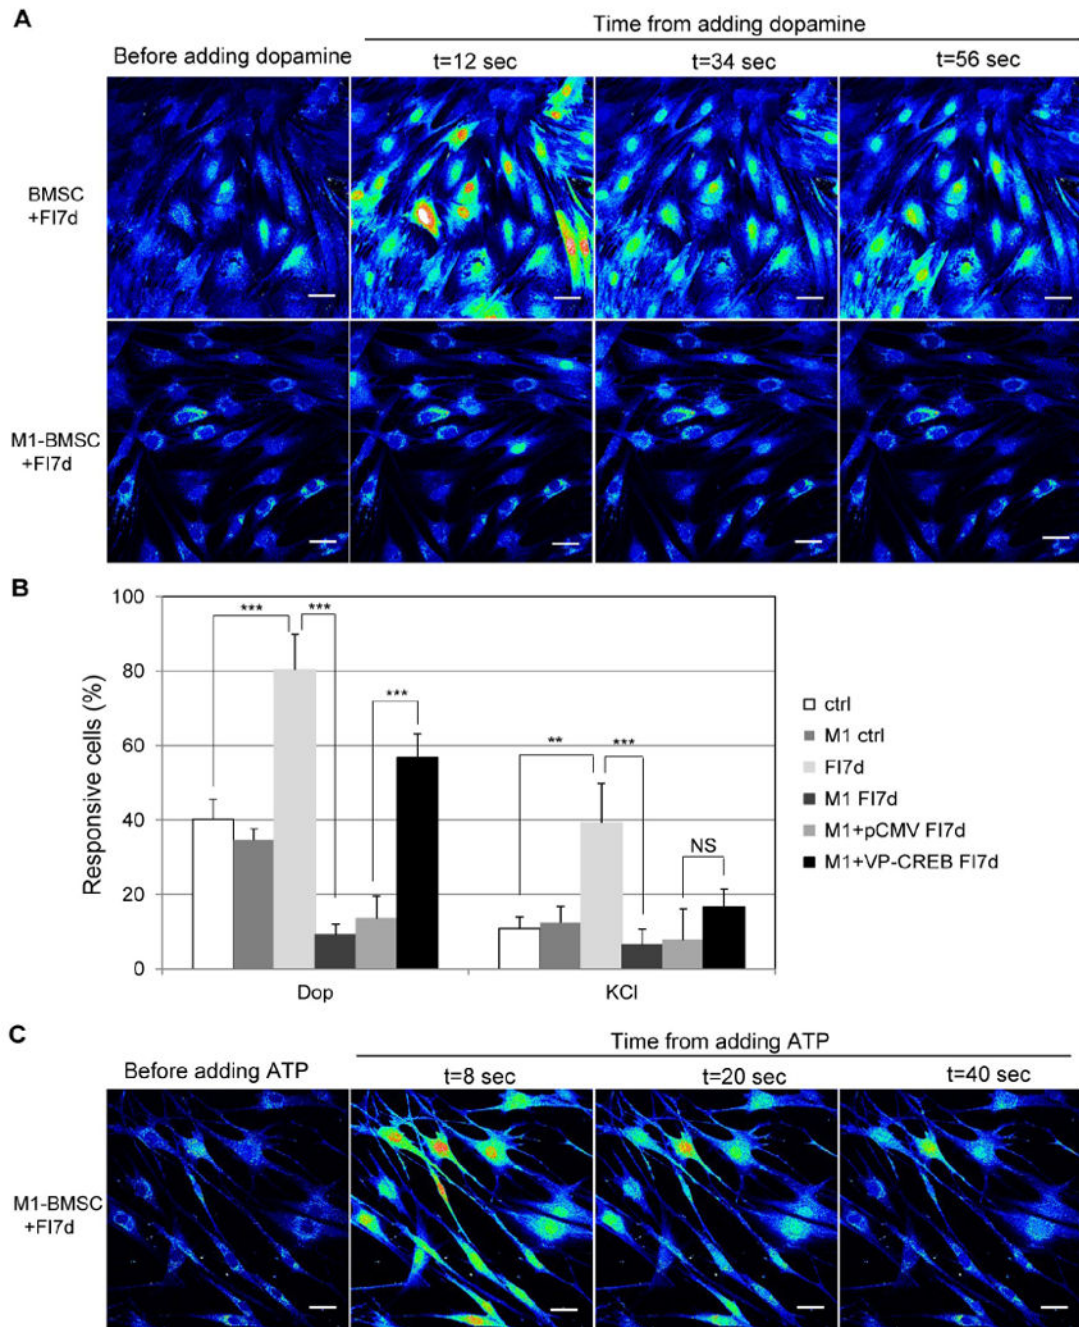 A
Time from adding dopamine
Before adding dopamine
t=12 sec
t=34 sec
t=56 sec
BMSC
+FI7d
M1-BMSC
+FI7d
B
Responsive cells (%)
100
80
60
40
20
0
***
***
***
**
***
NS
Dop
KCl
ctrl
M1 ctrl
FI7d
M1 FI7d
M1+pCMV FI7d
M1+VP-CREB FI7d
C
Time from adding ATP
Before adding ATP
t=8 sec
t=20 sec
t=40 sec
M1-BMSC
+FI7d